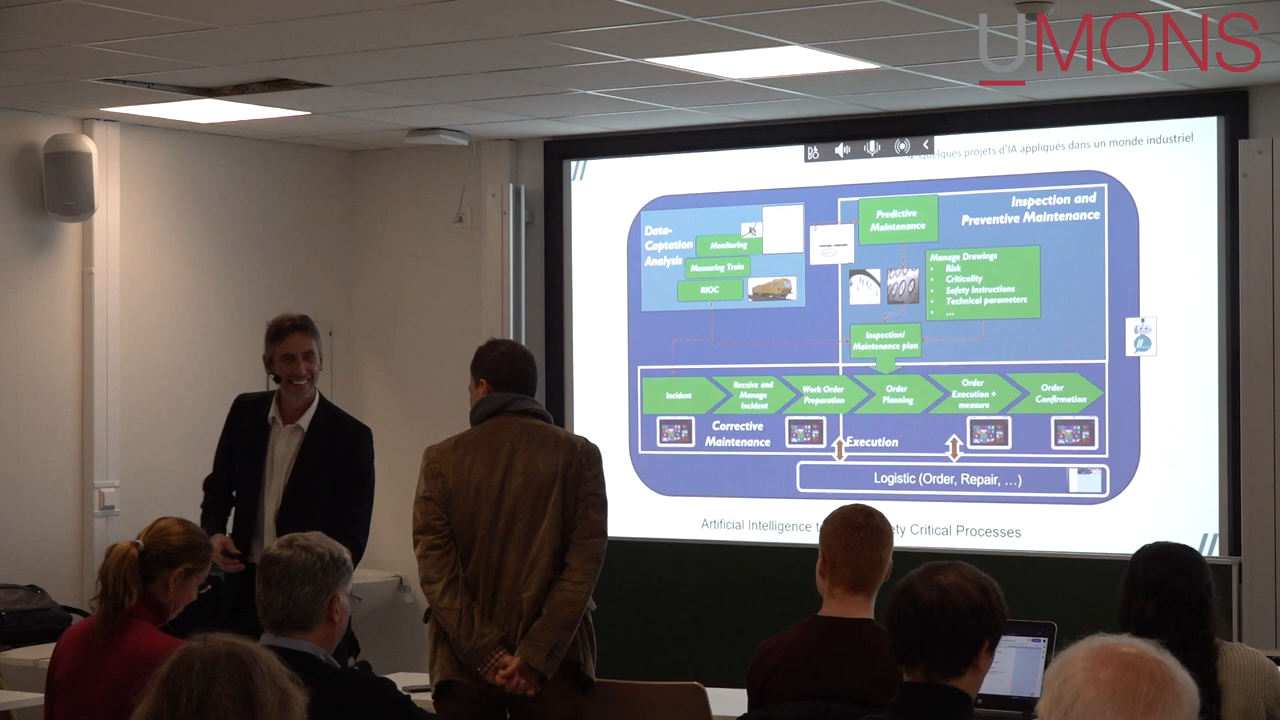 UMONS
DABO
Quelques projets d'IA appliqués dans un monde industriel
Data-
Captation
Analysis
Monitoring
Measuring Train
RIOC
Predictive
Maintenance
Inspection and
Preventive Maintenance
Manage Drawings
• Risk
• Criticality
• Safety Instructions
• Technical parameters
• ...
Inspection/
Maintenance plan
Incident
Receive and
Manage
Incident
Work Order
Preparation
Order
Planning
Order
Execution +
measure
Order
Confirmation
Corrective
Maintenance
Execution
Logistic (Order, Repair, ...)
Artificial Intelligence Critical Processes